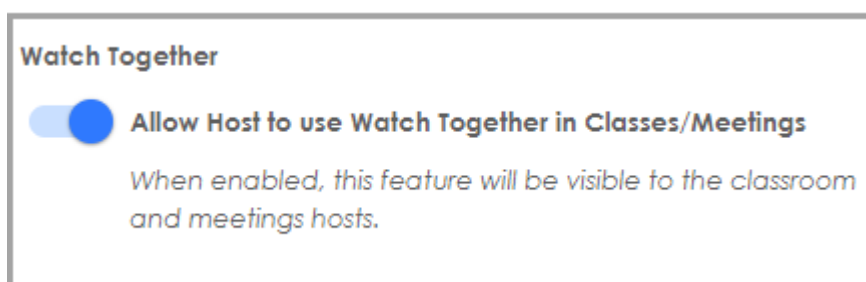 Watch Together
Allow Host to use Watch Together in Classes/Meetings
When enabled, this feature will be visible to the classroom
and meetings hosts.